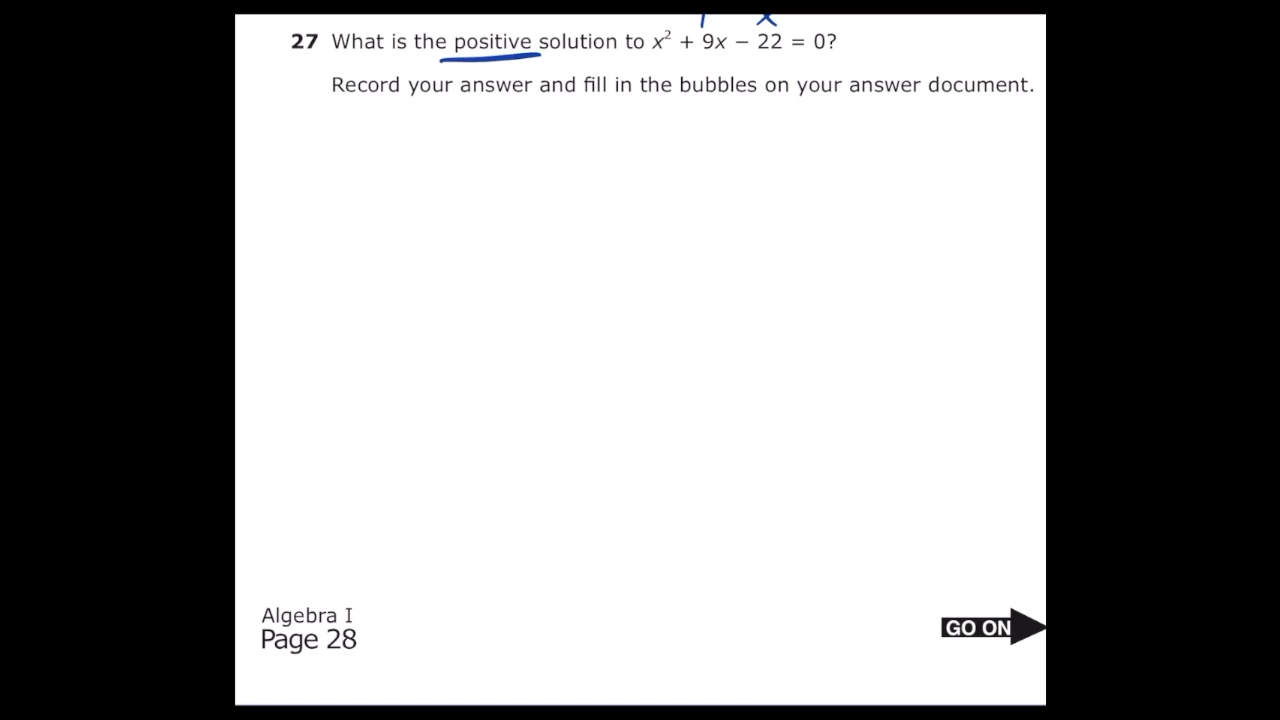 27 What is the positive solution to x² + 9x − 22 = 0?
Record your answer and fill in the bubbles on your answer document.
Algebra I
Page 28
GO ON